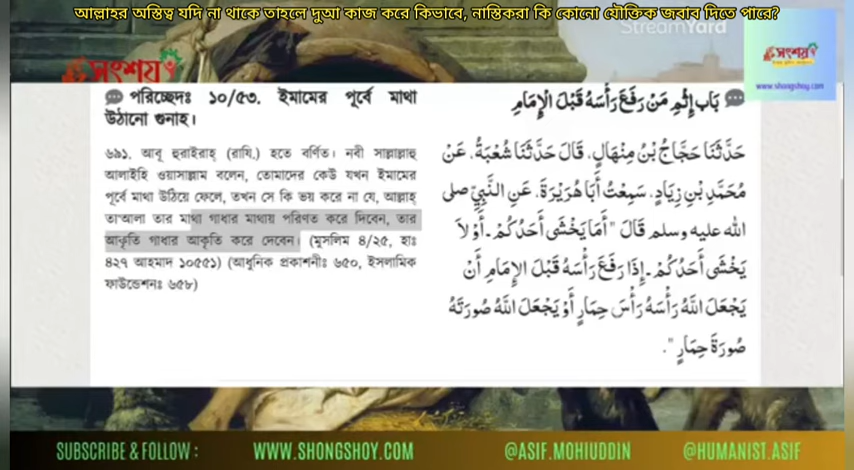 আল্লাহর অস্তিত্ব যদি না থাকে তাহলে দুআ কাজ করে কিভাবে, নাস্তিকরা কি কোনো যৌক্তিক জবাব দিতে পারে?
StreamYard
সংশয়
সংশয়
www.shongshoy.com
পরিচ্ছেদঃ ১০/৫৩. ইমামের পূর্বে মাথা
উঠানো গুনাহ।
৬৯১. আবূ হুরাইরাহ্ (রাযি.) হতে বর্ণিত। নবী সাল্লাল্লাহু
আলাইহি ওয়াসাল্লাম বলেন, তোমাদের কেউ যখন ইমামের
পূর্বে মাথা উঠিয়ে ফেলে, তখন সে কি ভয় করে না যে, আল্লাহ্
তা‘আলা তার মাথা গাধার মাথায় পরিণত করে দিবেন, তার
আকৃতি গাধার আকৃতি করে দেবেন। (মুসলিম ৪/২৫, হাঃ
৪২৭ আহমাদ ১০৫৫১) (আধুনিক প্রকাশনীঃ ৬৫০, ইসলামিক
ফাউন্ডেশনঃ ৬৫৮)
باب إِثْمِ مَنْ رَفَعَ رَأْسَهُ قَبْلَ الإِمَامِ
حَدَّثَنَا حَجَّاجُ بْنُ مِنْهَالٍ، قَالَ حَدَّثَنَا شُعْبَةُ، عَنْ
مُحَمَّدِ بْنِ زِيَادٍ، سَمِعْتُ أَبَا هُرَيْرَةَ، عَنِ النَّبِيِّ صلى
الله عليه وسلم قَالَ " أَمَا يَخْشَى أَحَدُكُمْ ـ أَوْ لاَ
يَخْشَى أَحَدُكُمْ ـ إِذَا رَفَعَ رَأْسَهُ قَبْلَ الإِمَامِ أَنْ
يَجْعَلَ اللَّهُ رَأْسَهُ رَأْسَ حِمَارٍ أَوْ يَجْعَلَ اللَّهُ صُورَتَهُ
صُورَةَ حِمَارٍ ".
SUBSCRIBE & FOLLOW : WWW.SHONGSHOY.COM @ASIF.MOHIUDDIN @HUMANIST.ASIF